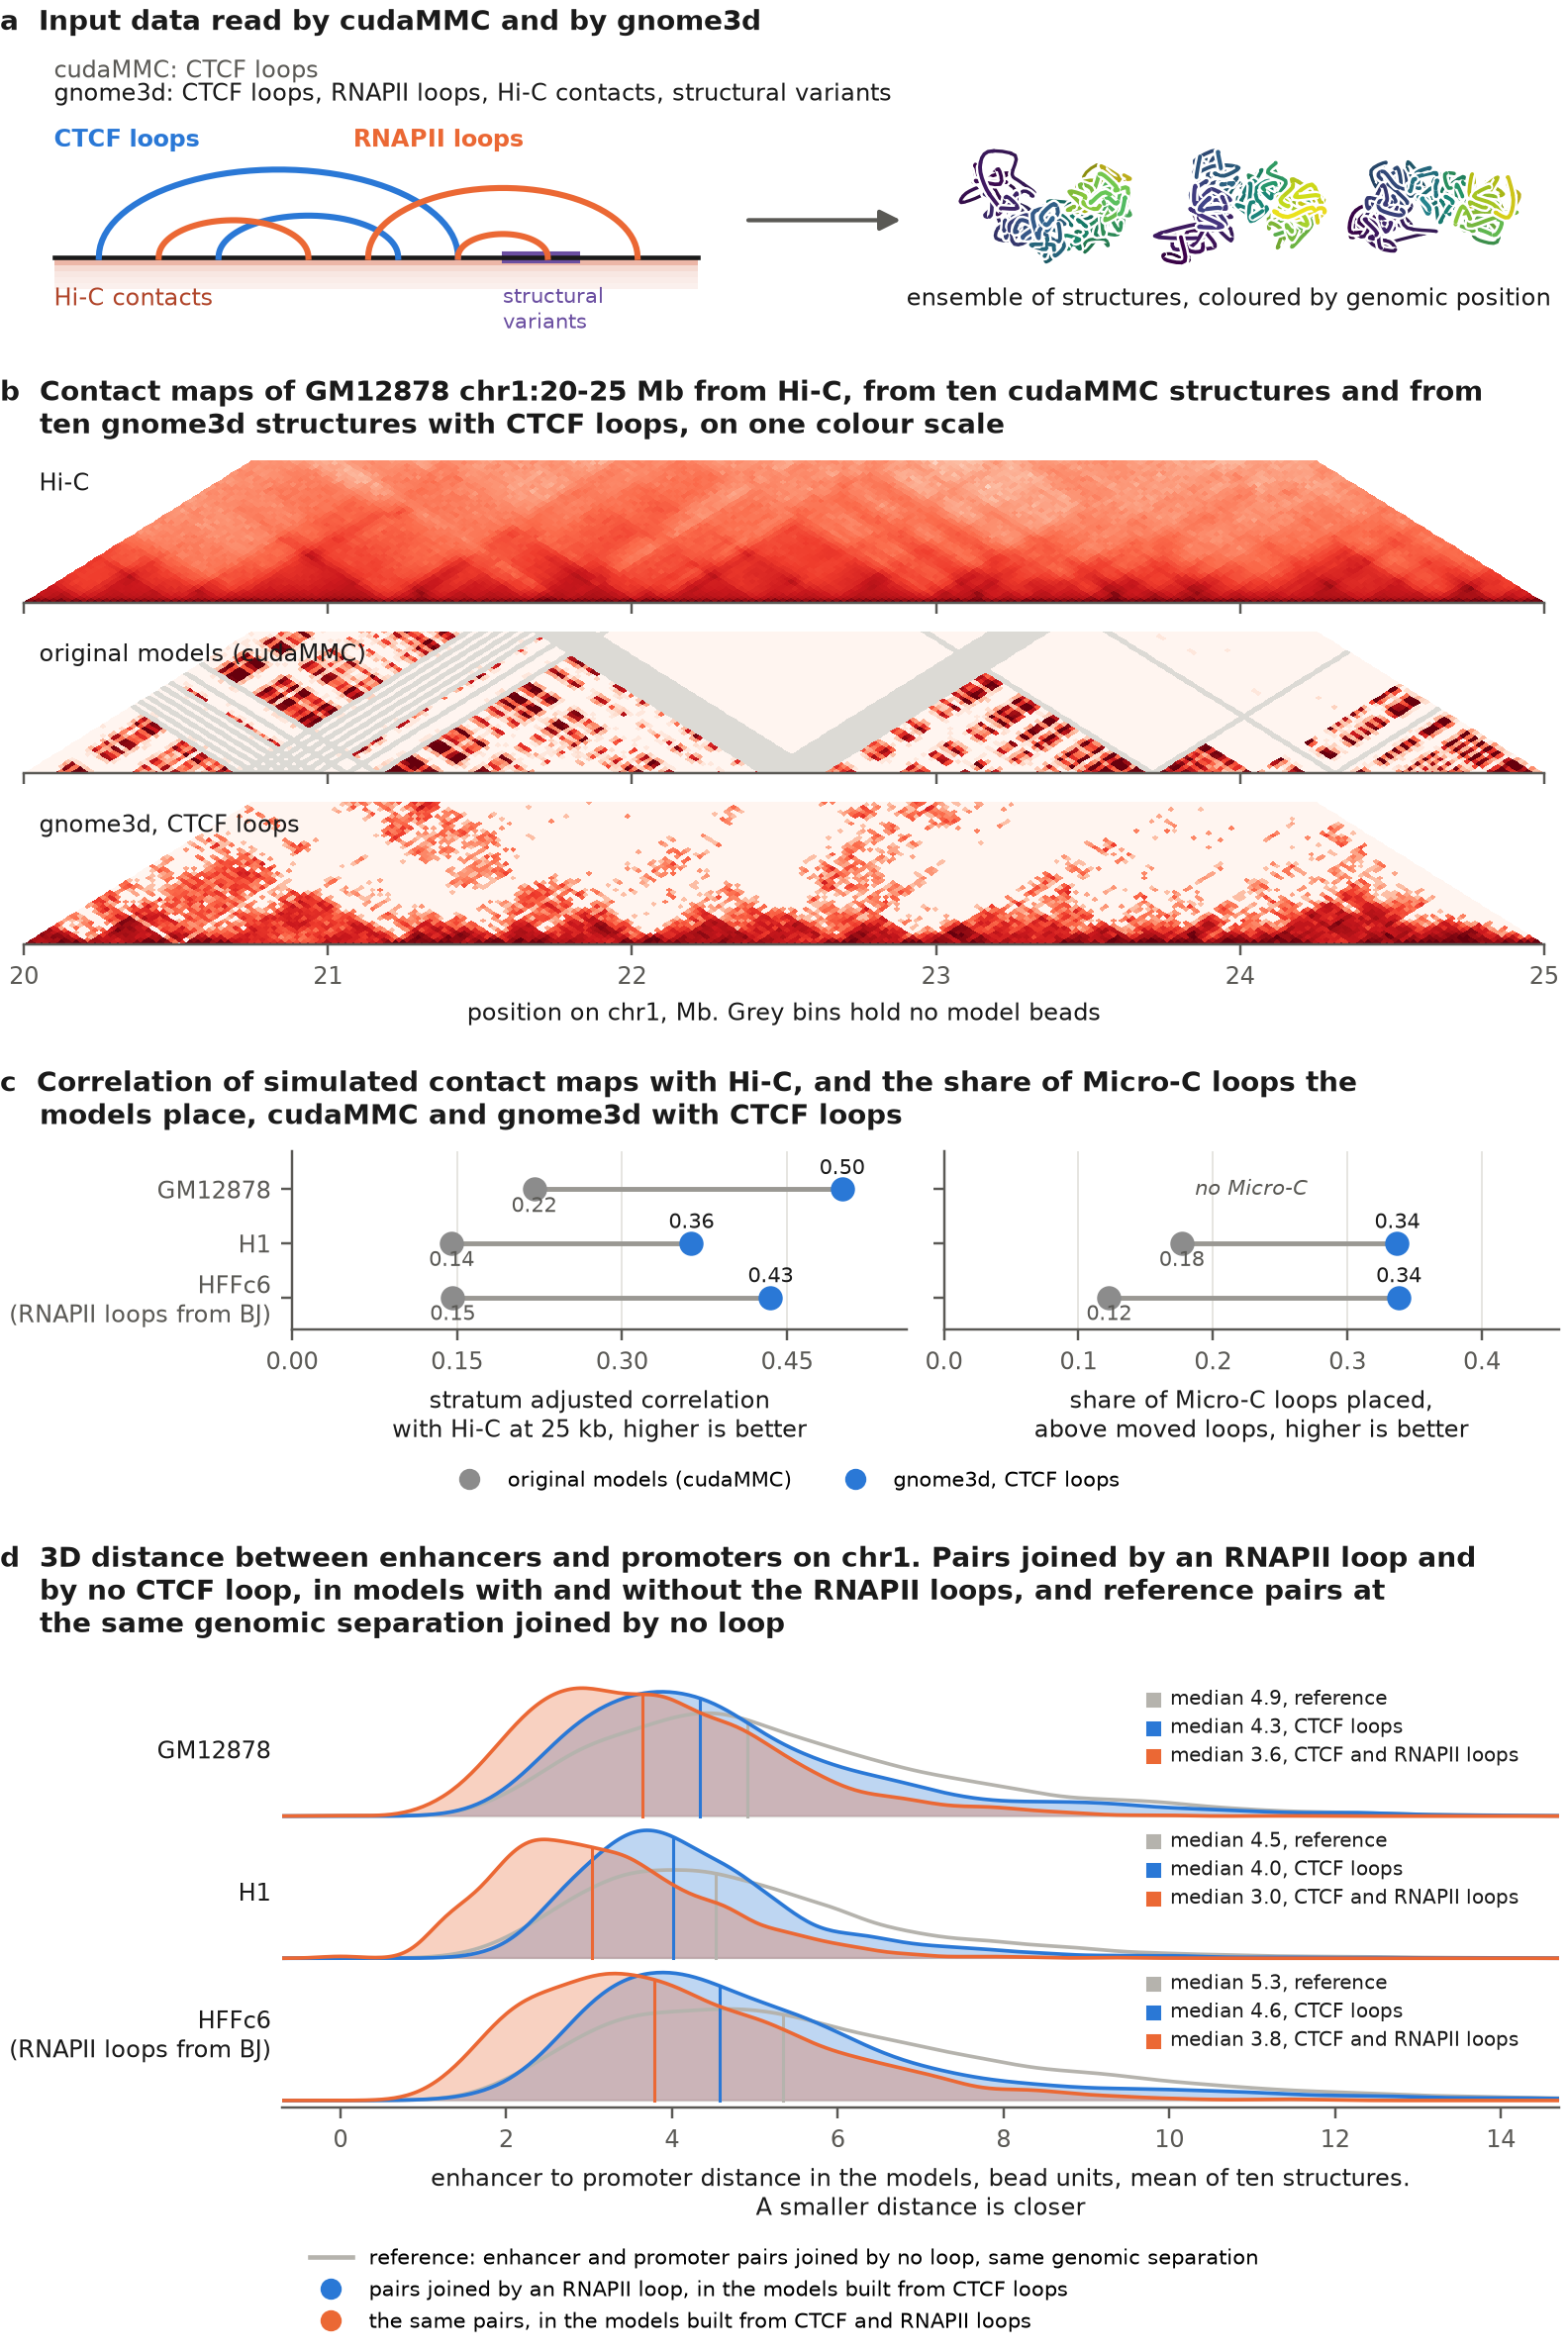 a Input data read by cudaMMC and by gnome3d
cudaMMC: CTCF loops
gnome3d: CTCF loops, RNAPII loops, Hi-C contacts, structural variants
CTCF loops
RNAPII loops
Hi-C contacts
structural
variants
ensemble of structures, coloured by genomic position
b Contact maps of GM12878 chr1:20-25 Mb from Hi-C, from ten cudaMMC structures and from
ten gnome3d structures with CTCF loops, on one colour scale
Hi-C
original models (cudaMMC)
gnome3d, CTCF loops
20 21 22 23 24 25
position on chr1, Mb. Grey bins hold no model beads
c Correlation of simulated contact maps with Hi-C, and the share of Micro-C loops the
models place, cudaMMC and gnome3d with CTCF loops
GM12878
0.22
0.50
no Micro-C
H1
0.14
0.36
0.18
0.34
HFFc6
(RNAPII loops from BJ)
0.15
0.43
0.12
0.34
0.00 0.15 0.30 0.45
0.0 0.1 0.2 0.3 0.4
stratum adjusted correlation
with Hi-C at 25 kb, higher is better
share of Micro-C loops placed,
above moved loops, higher is better
original models (cudaMMC)
gnome3d, CTCF loops
d 3D distance between enhancers and promoters on chr1. Pairs joined by an RNAPII loop and
by no CTCF loop, in models with and without the RNAPII loops, and reference pairs at
the same genomic separation joined by no loop
GM12878
median 4.9, reference
median 4.3, CTCF loops
median 3.6, CTCF and RNAPII loops
H1
median 4.5, reference
median 4.0, CTCF loops
median 3.0, CTCF and RNAPII loops
HFFc6
(RNAPII loops from BJ)
median 5.3, reference
median 4.6, CTCF loops
median 3.8, CTCF and RNAPII loops
0 2 4 6 8 10 12 14
enhancer to promoter distance in the models, bead units, mean of ten structures.
A smaller distance is closer
reference: enhancer and promoter pairs joined by no loop, same genomic separation
pairs joined by an RNAPII loop, in the models built from CTCF loops
the same pairs, in the models built from CTCF and RNAPII loops